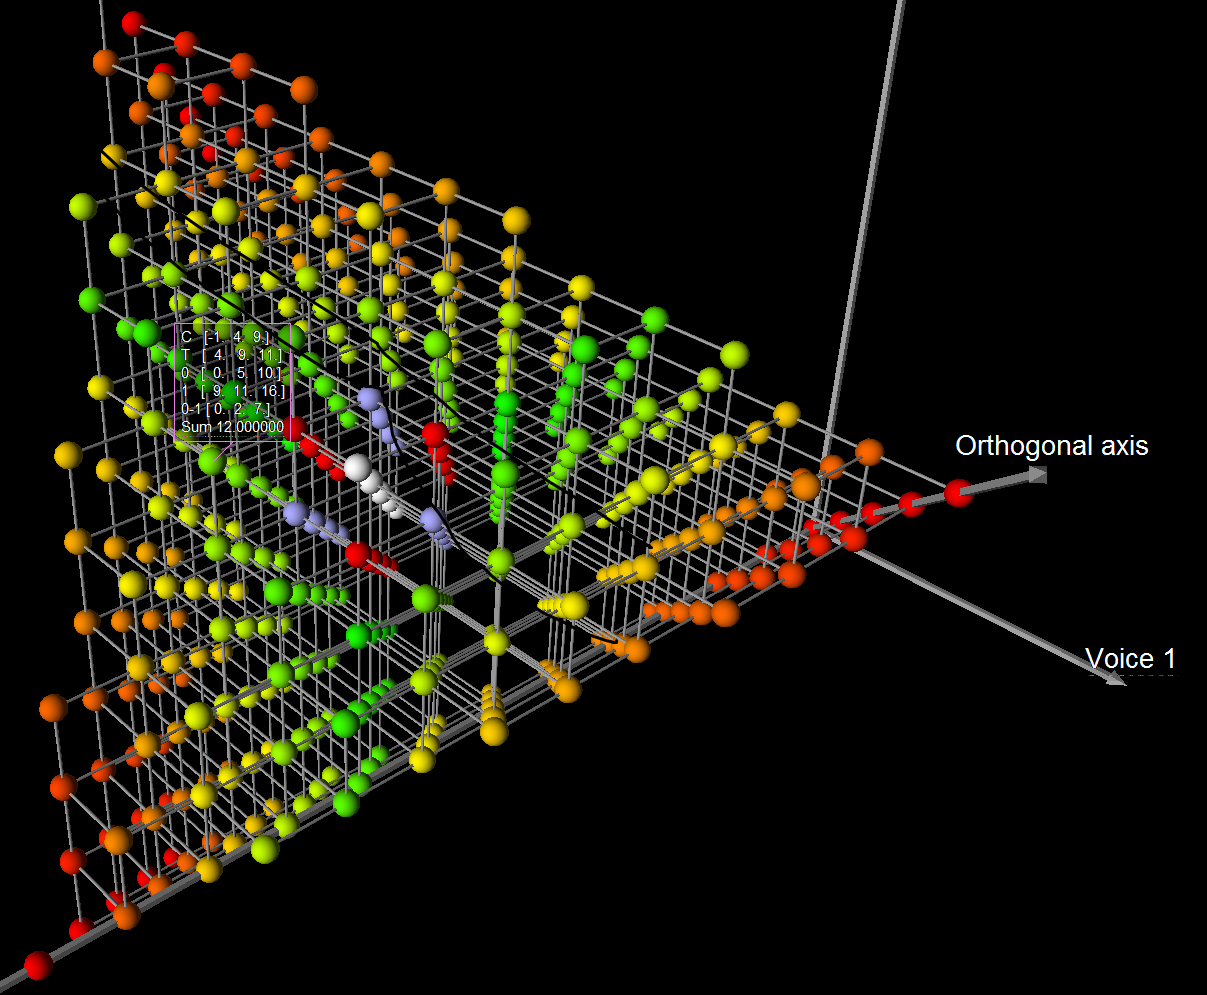 C [-1. 4. 9.]
T [ 4. 9. 11.]
0 [ 0. 5. 10.]
1 [ 9. 11. 16.]
0-1 [ 0. 2. 7.]
Sum 12.000000
Orthogonal axis
Voice 1